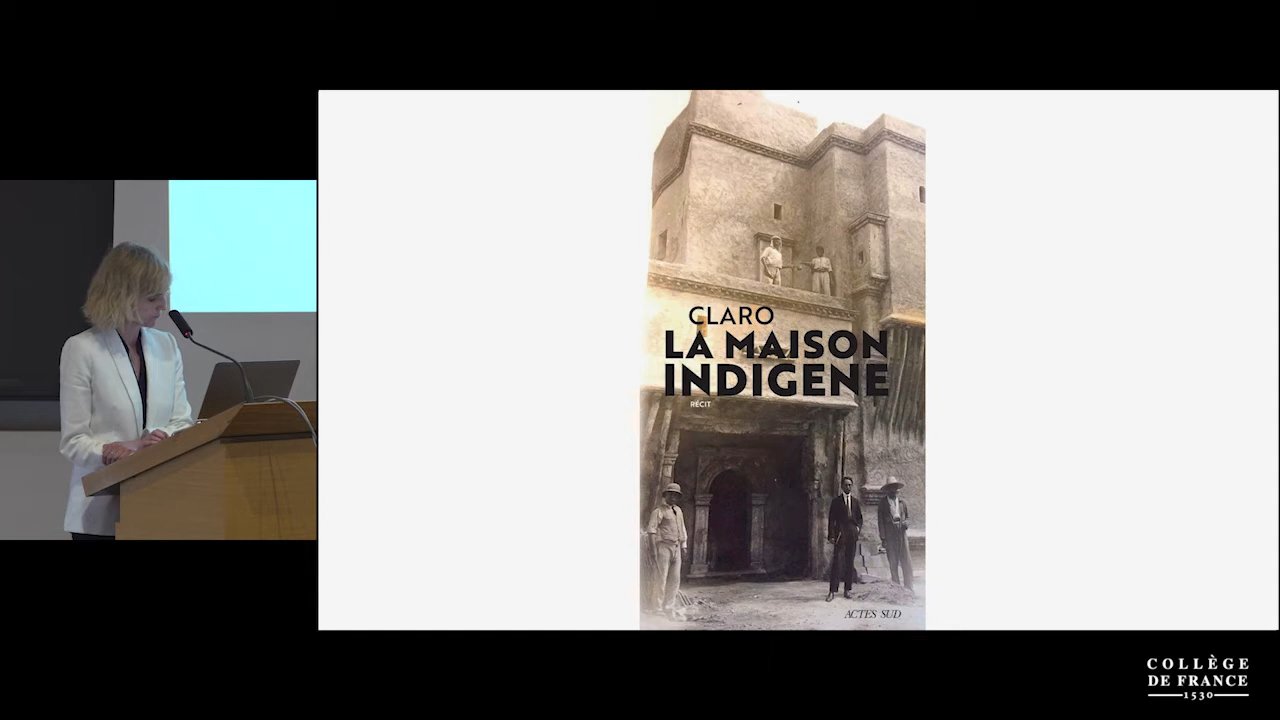 CLARO
LA MAISON
INDIGENE
RÉCIT
ACTES SUD
COLLÈGE
DE FRANCE
1530